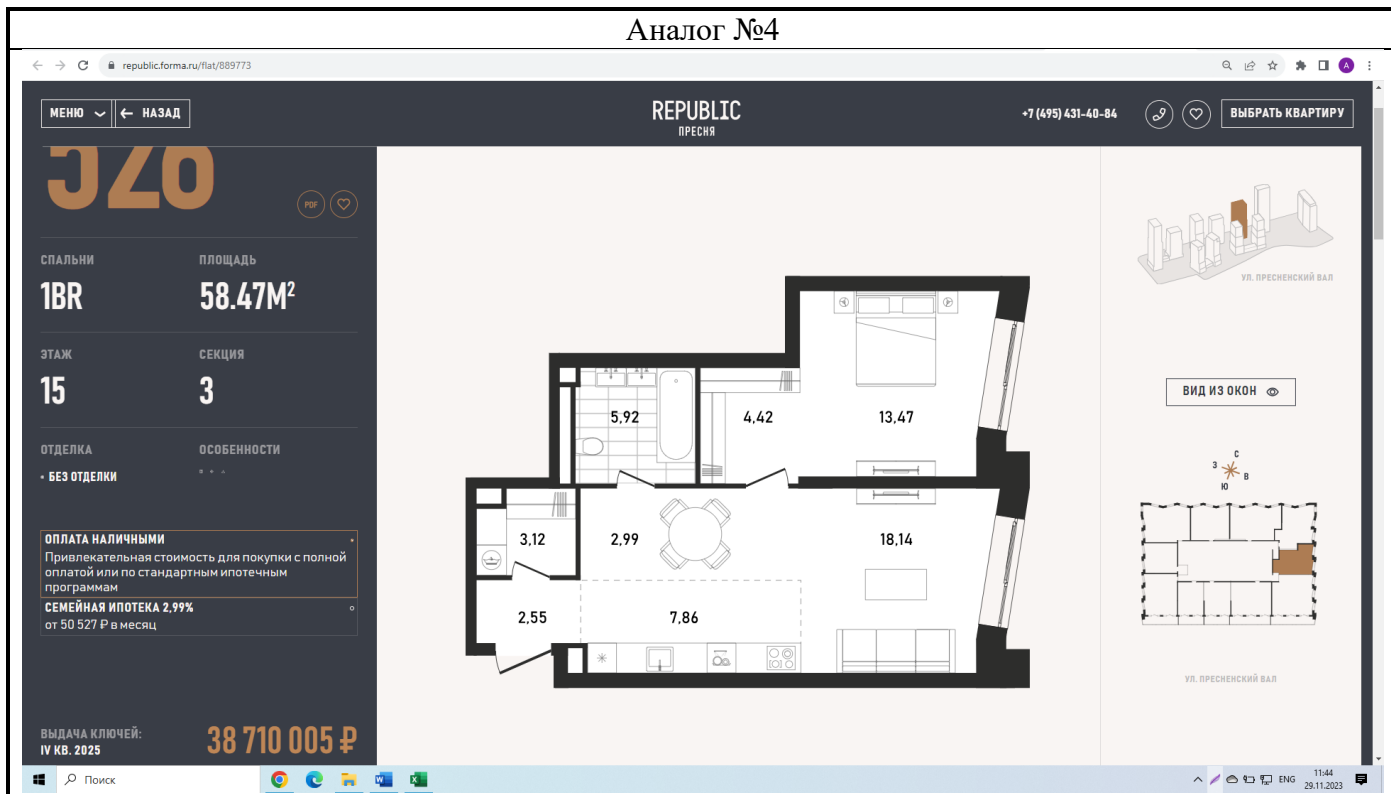 Аналог №4
republic.forma.ru/flat/889773
A
МЕНЮ
НАЗАД
REPUBLIC
ПРЕСНЯ
+7 (495) 431-40-84
ВЫБРАТЬ КВАРТИРУ
PDF
СПАЛЬНИ ПЛОЩАДЬ
1BR 58.47М²
ЭТАЖ СЕКЦИЯ
15 3
ОТДЕЛКА ОСОБЕННОСТИ
• БЕЗ ОТДЕЛКИ
ОПЛАТА НАЛИЧНЫМИ
Привлекательная стоимость для покупки с полной
оплатой или по стандартным ипотечным
программам
СЕМЕЙНАЯ ИПОТЕКА 2,99%
от 50 527 ₽ в месяц
ВЫДАЧА КЛЮЧЕЙ:
IV КВ. 2025
38 710 005 ₽
5,92
4,42
13,47
3,12
2,99
18,14
2,55
7,86
УЛ. ПРЕСНЕНСКИЙ ВАЛ
ВИД ИЗ ОКОН
С
З
В
Ю
УЛ. ПРЕСНЕНСКИЙ ВАЛ
Поиск
ENG
11:44
29.11.2023